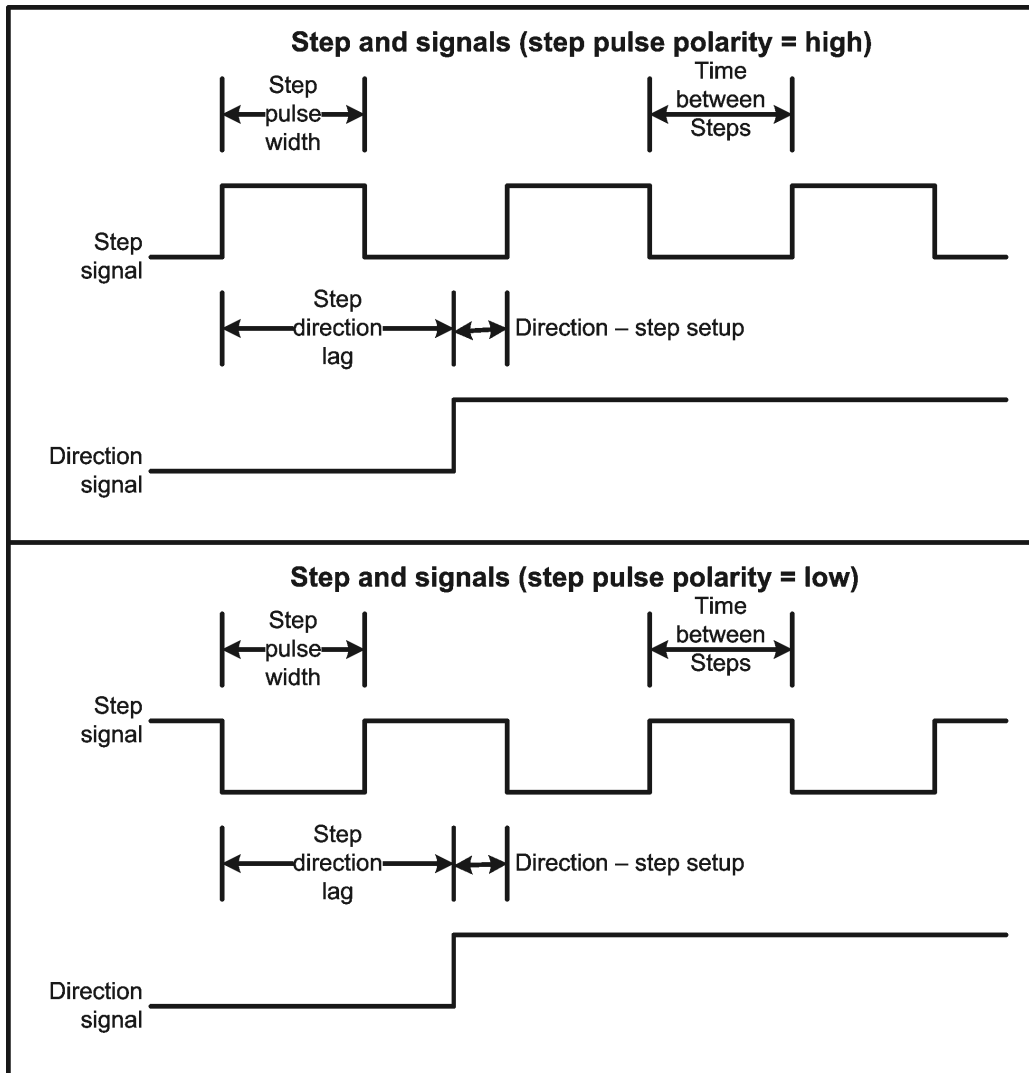 Step and signals (step pulse polarity = high)
Step
pulse
width
Time
between
Steps
Step
signal
Step
direction
lag
Direction – step setup
Direction
signal
Step and signals (step pulse polarity = low)
Step
pulse
width
Time
between
Steps
Step
signal
Step
direction
lag
Direction – step setup
Direction
signal